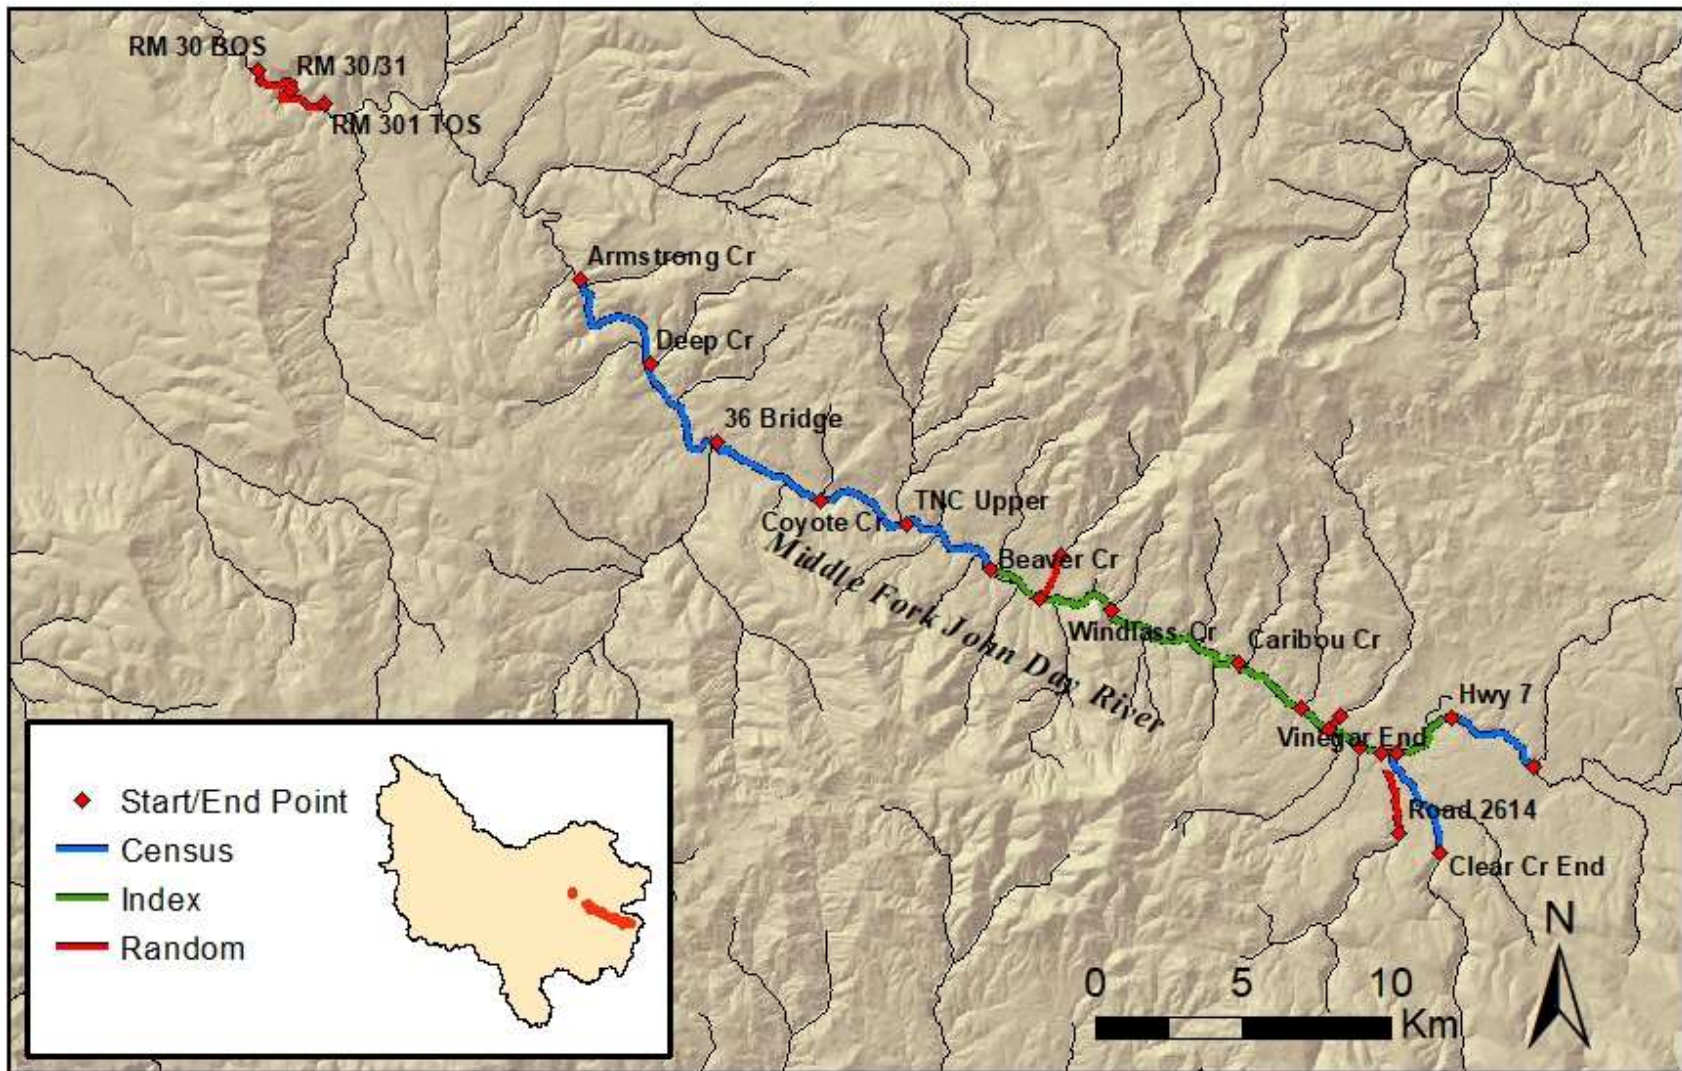 RM 30 BOS
RM 30/31
RM 301 TOS
Armstrong Cr
Deep Cr
36 Bridge
Coyote Cr
TNC Upper
Beaver Cr
Middle Fork John Day River
Windlass Cr
Caribou Cr
Hwy 7
Vinegar End
Road 2614
Clear Cr End
Start/End Point
Census
Index
Random
N
0 5 10
Km